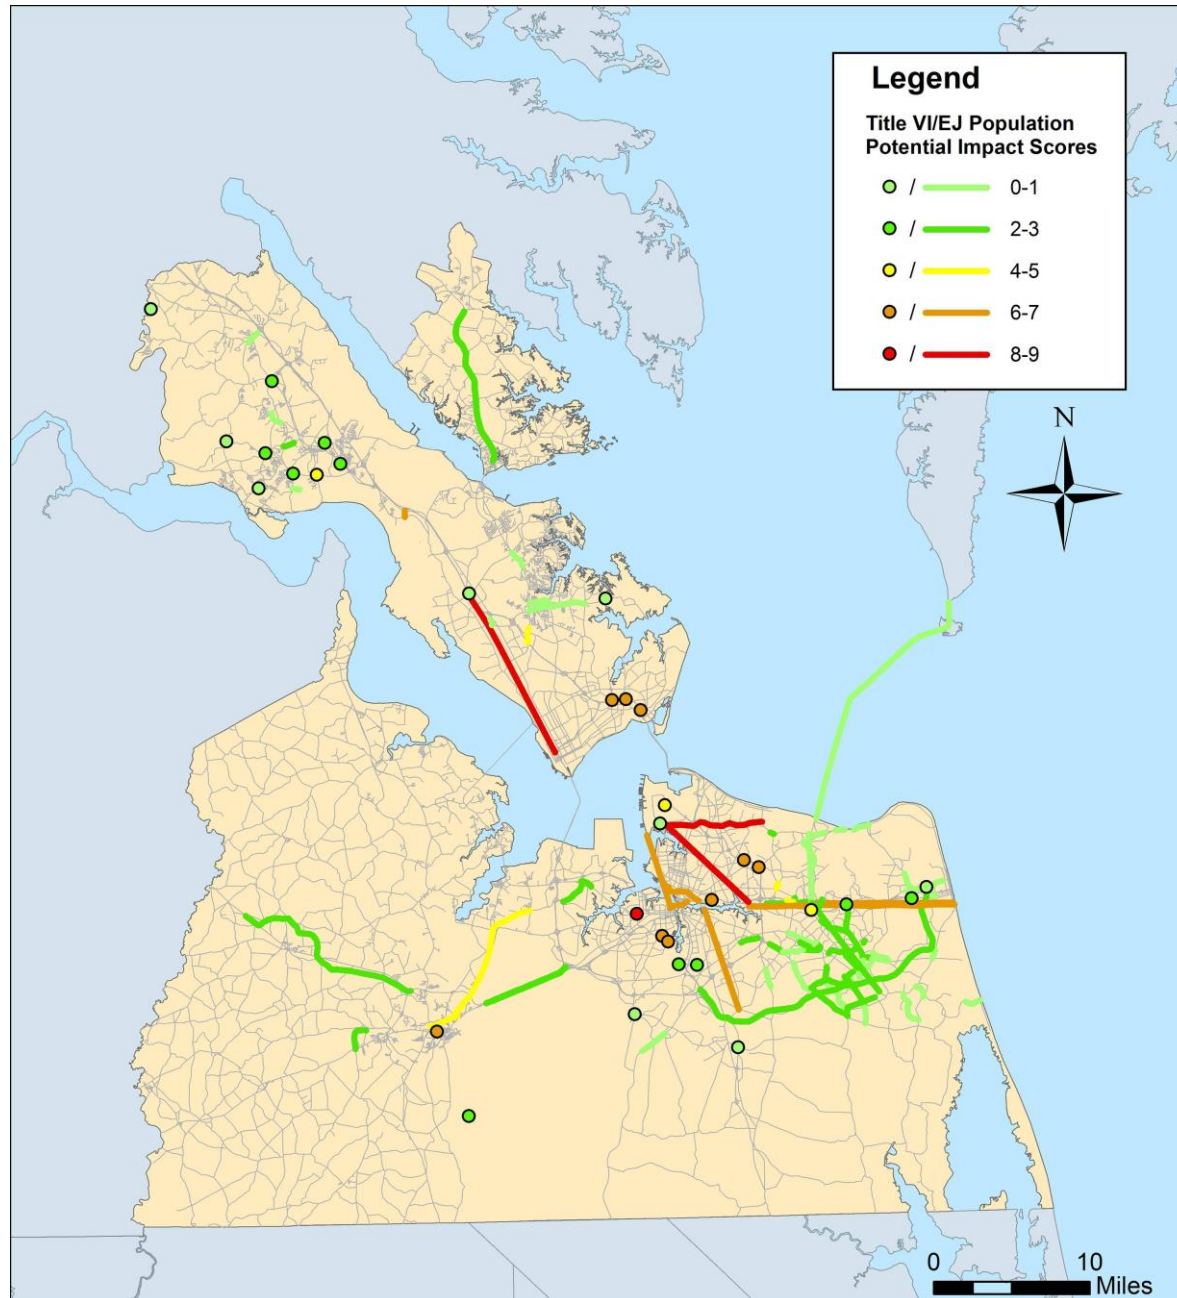 Legend
Title VI/EJ Population
Potential Impact Scores
/ 0-1
/ 2-3
/ 4-5
/ 6-7
/ 8-9
N
0 10
Miles